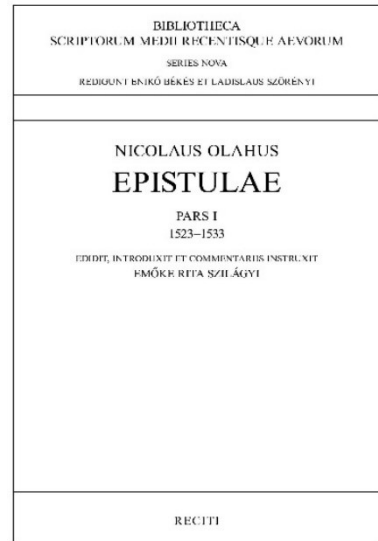 BIBLIOTHECA
SCRIPTORUM MEDII RECENTISQUE AEVORUM
SERIES NOVA
REDIGUNT ENIKŐ BÉKÉS ET LADISLAUS SZÖRÉNYI
NICOLAUS OLAHUS
EPISTULAE
PARS I
1523–1533
EDIDIT, INTRODUXIT ET COMMENTARIIS INSTRUXIT
EMŐKE RITA SZILÁGYI
RECITI